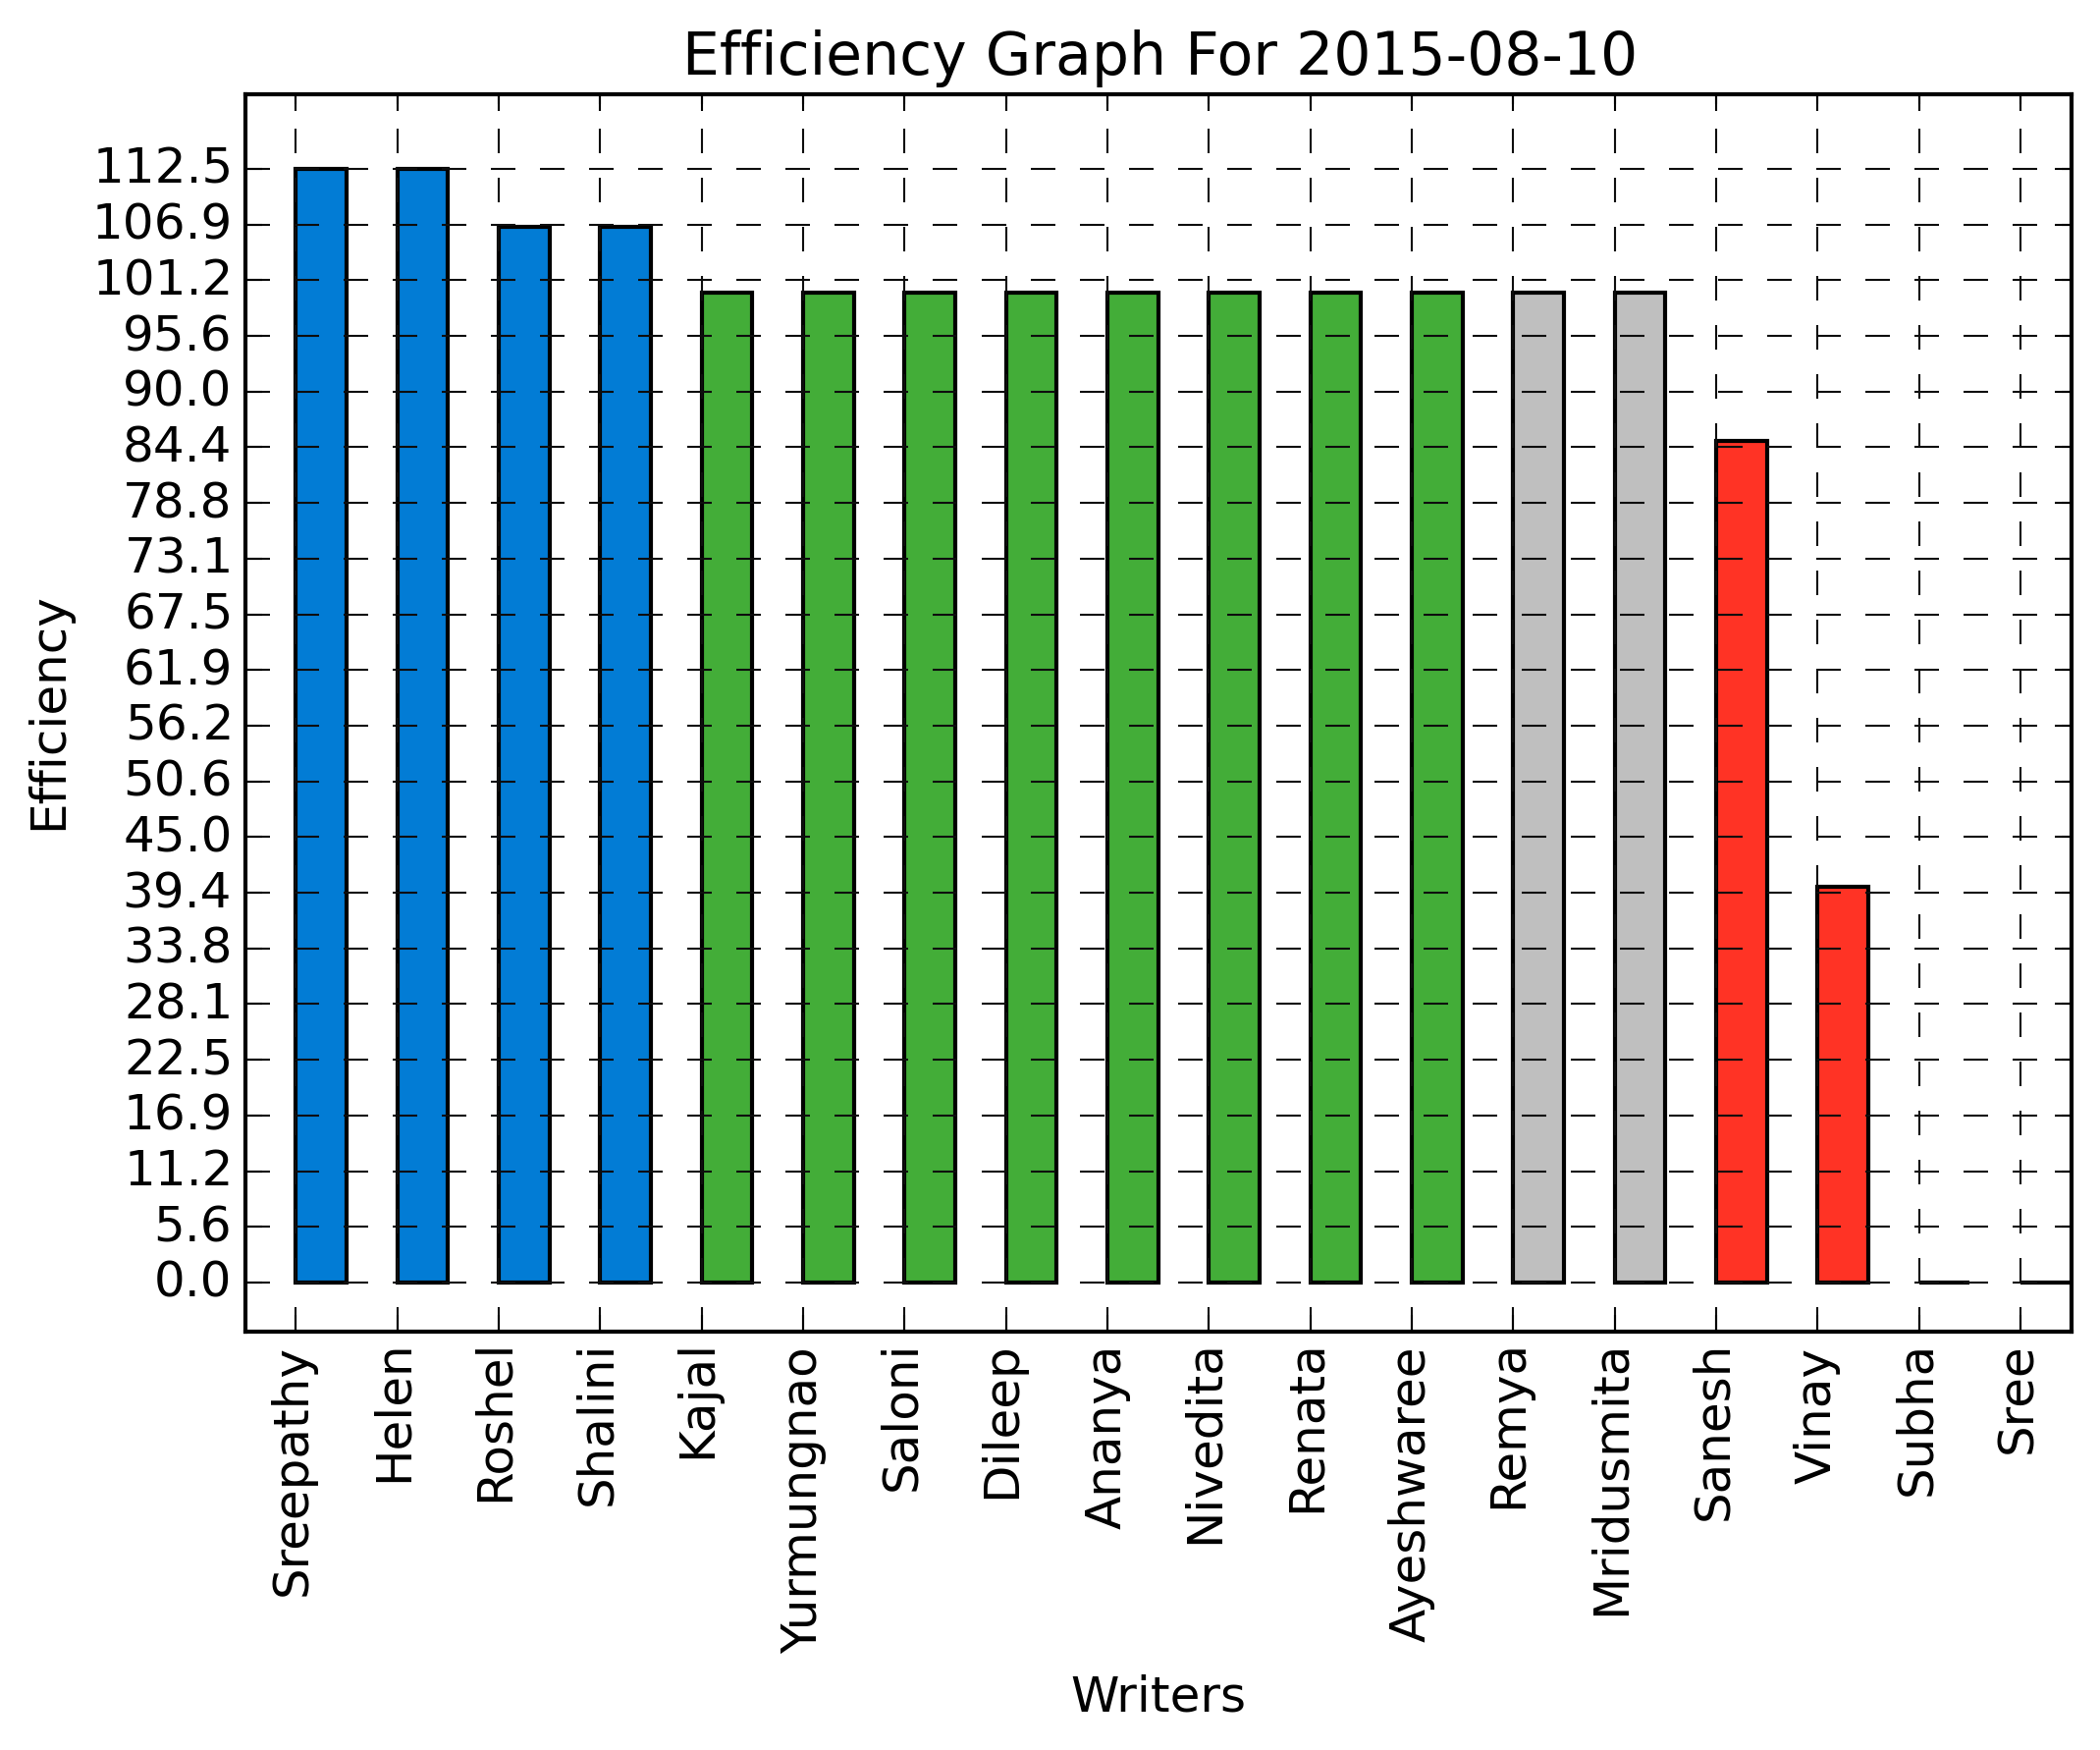 Efficiency Graph For 2015-08-10
112.5
106.9
101.2
95.6
90.0
84.4
78.8
73.1
67.5
61.9
56.2
50.6
45.0
39.4
33.8
28.1
22.5
16.9
11.2
5.6
0.0
Efficiency
Sreepathy
Helen
Roshel
Shalini
Kajal
Yurmungnao
Saloni
Dileep
Ananya
Nivedita
Renata
Ayeshwaree
Remya
Mridusmita
Sanesh
Vinay
Subha
Sree
Writers